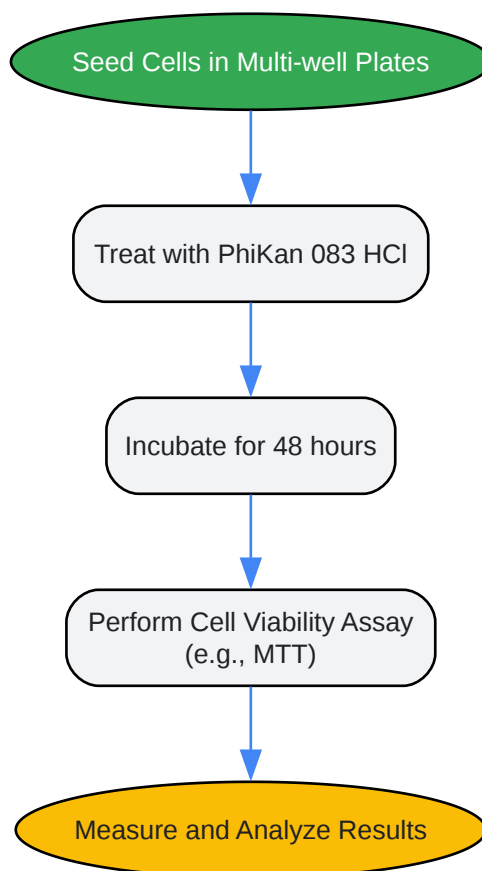 Seed Cells in Multi-well Plates
Treat with PhiKan 083 HCl
Incubate for 48 hours
Perform Cell Viability Assay
(e.g., MTT)
Measure and Analyze Results